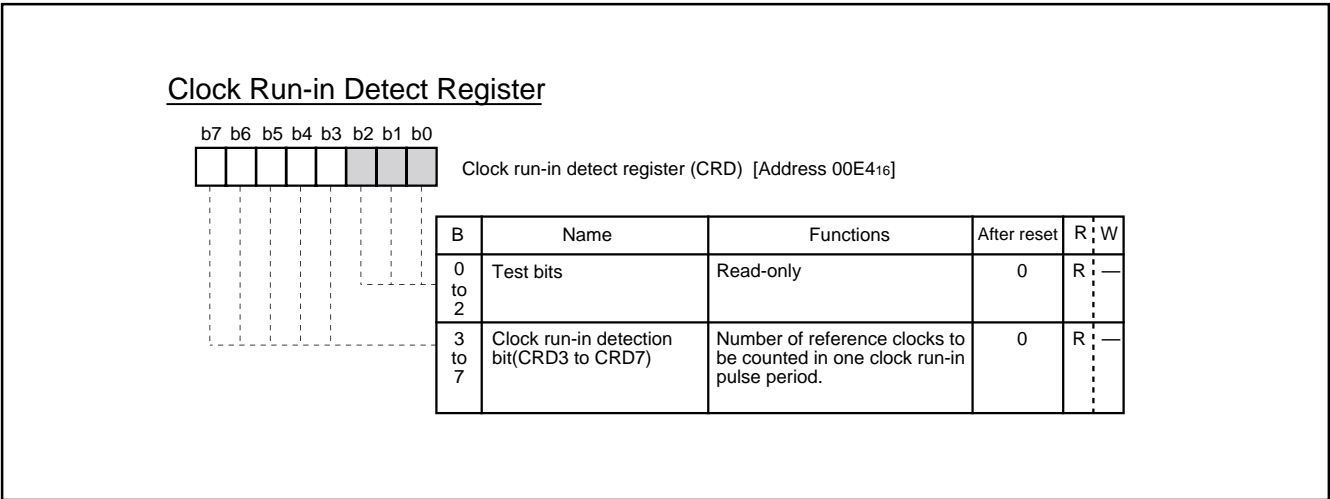 Clock Run-in Detect Register
b7 b6 b5 b4 b3 b2 b1 b0
Clock run-in detect register (CRD) [Address 00E416]
B Name Functions After reset R W
0 to 2 Test bits Read-only 0 R —
3 to 7 Clock run-in detection bit(CRD3 to CRD7) Number of reference clocks to be counted in one clock run-in pulse period. 0 R —